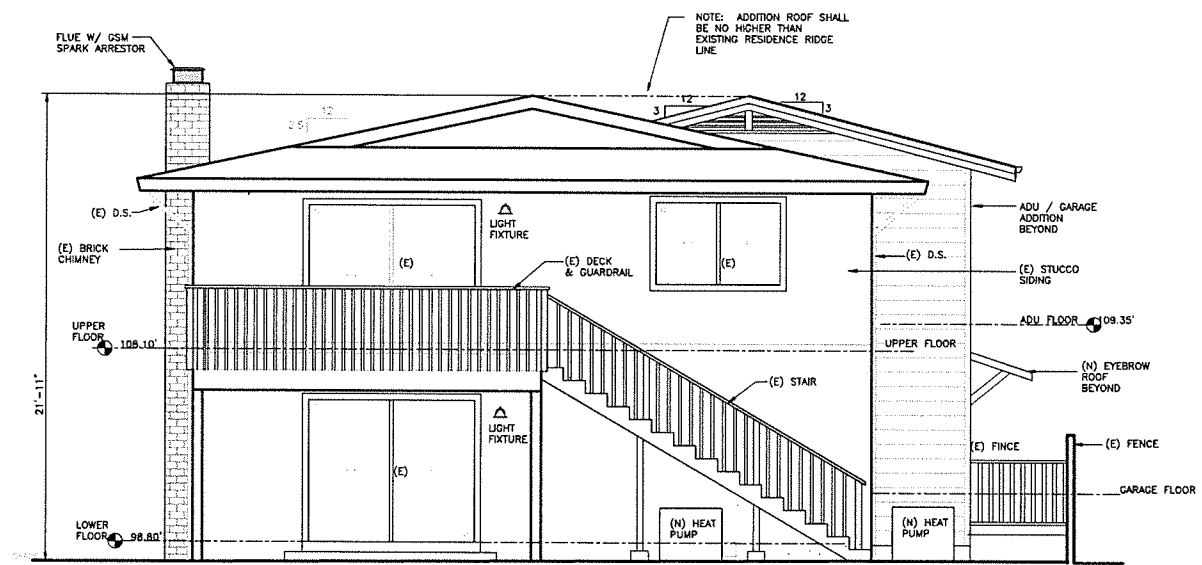 NOTE: ADDITION ROOF SHALL
BE NO HIGHER THAN
EXISTING RESIDENCE RIDGE
LINE
FLUE W/ GSM
SPARK ARRESTOR
12
2.5
12
3
12
3
(E) D.S.
(E) BRICK
CHIMNEY
LIGHT
FIXTURE
(E)
(E)
(E) DECK
& GUARDRAIL
ADU / GARAGE
ADDITION
BEYOND
(E) D.S.
(E) STUCCO
SIDING
UPPER
FLOOR
108.10'
ADU FLOOR
109.35'
UPPER FLOOR
(N) EYEBROW
ROOF
BEYOND
21'-11"
(E) STAIR
LIGHT
FIXTURE
(E)
(E) FINCE
(E) FENCE
GARAGE FLOOR
LOWER
FLOOR
98.80'
(N) HEAT
PUMP
(N) HEAT
PUMP